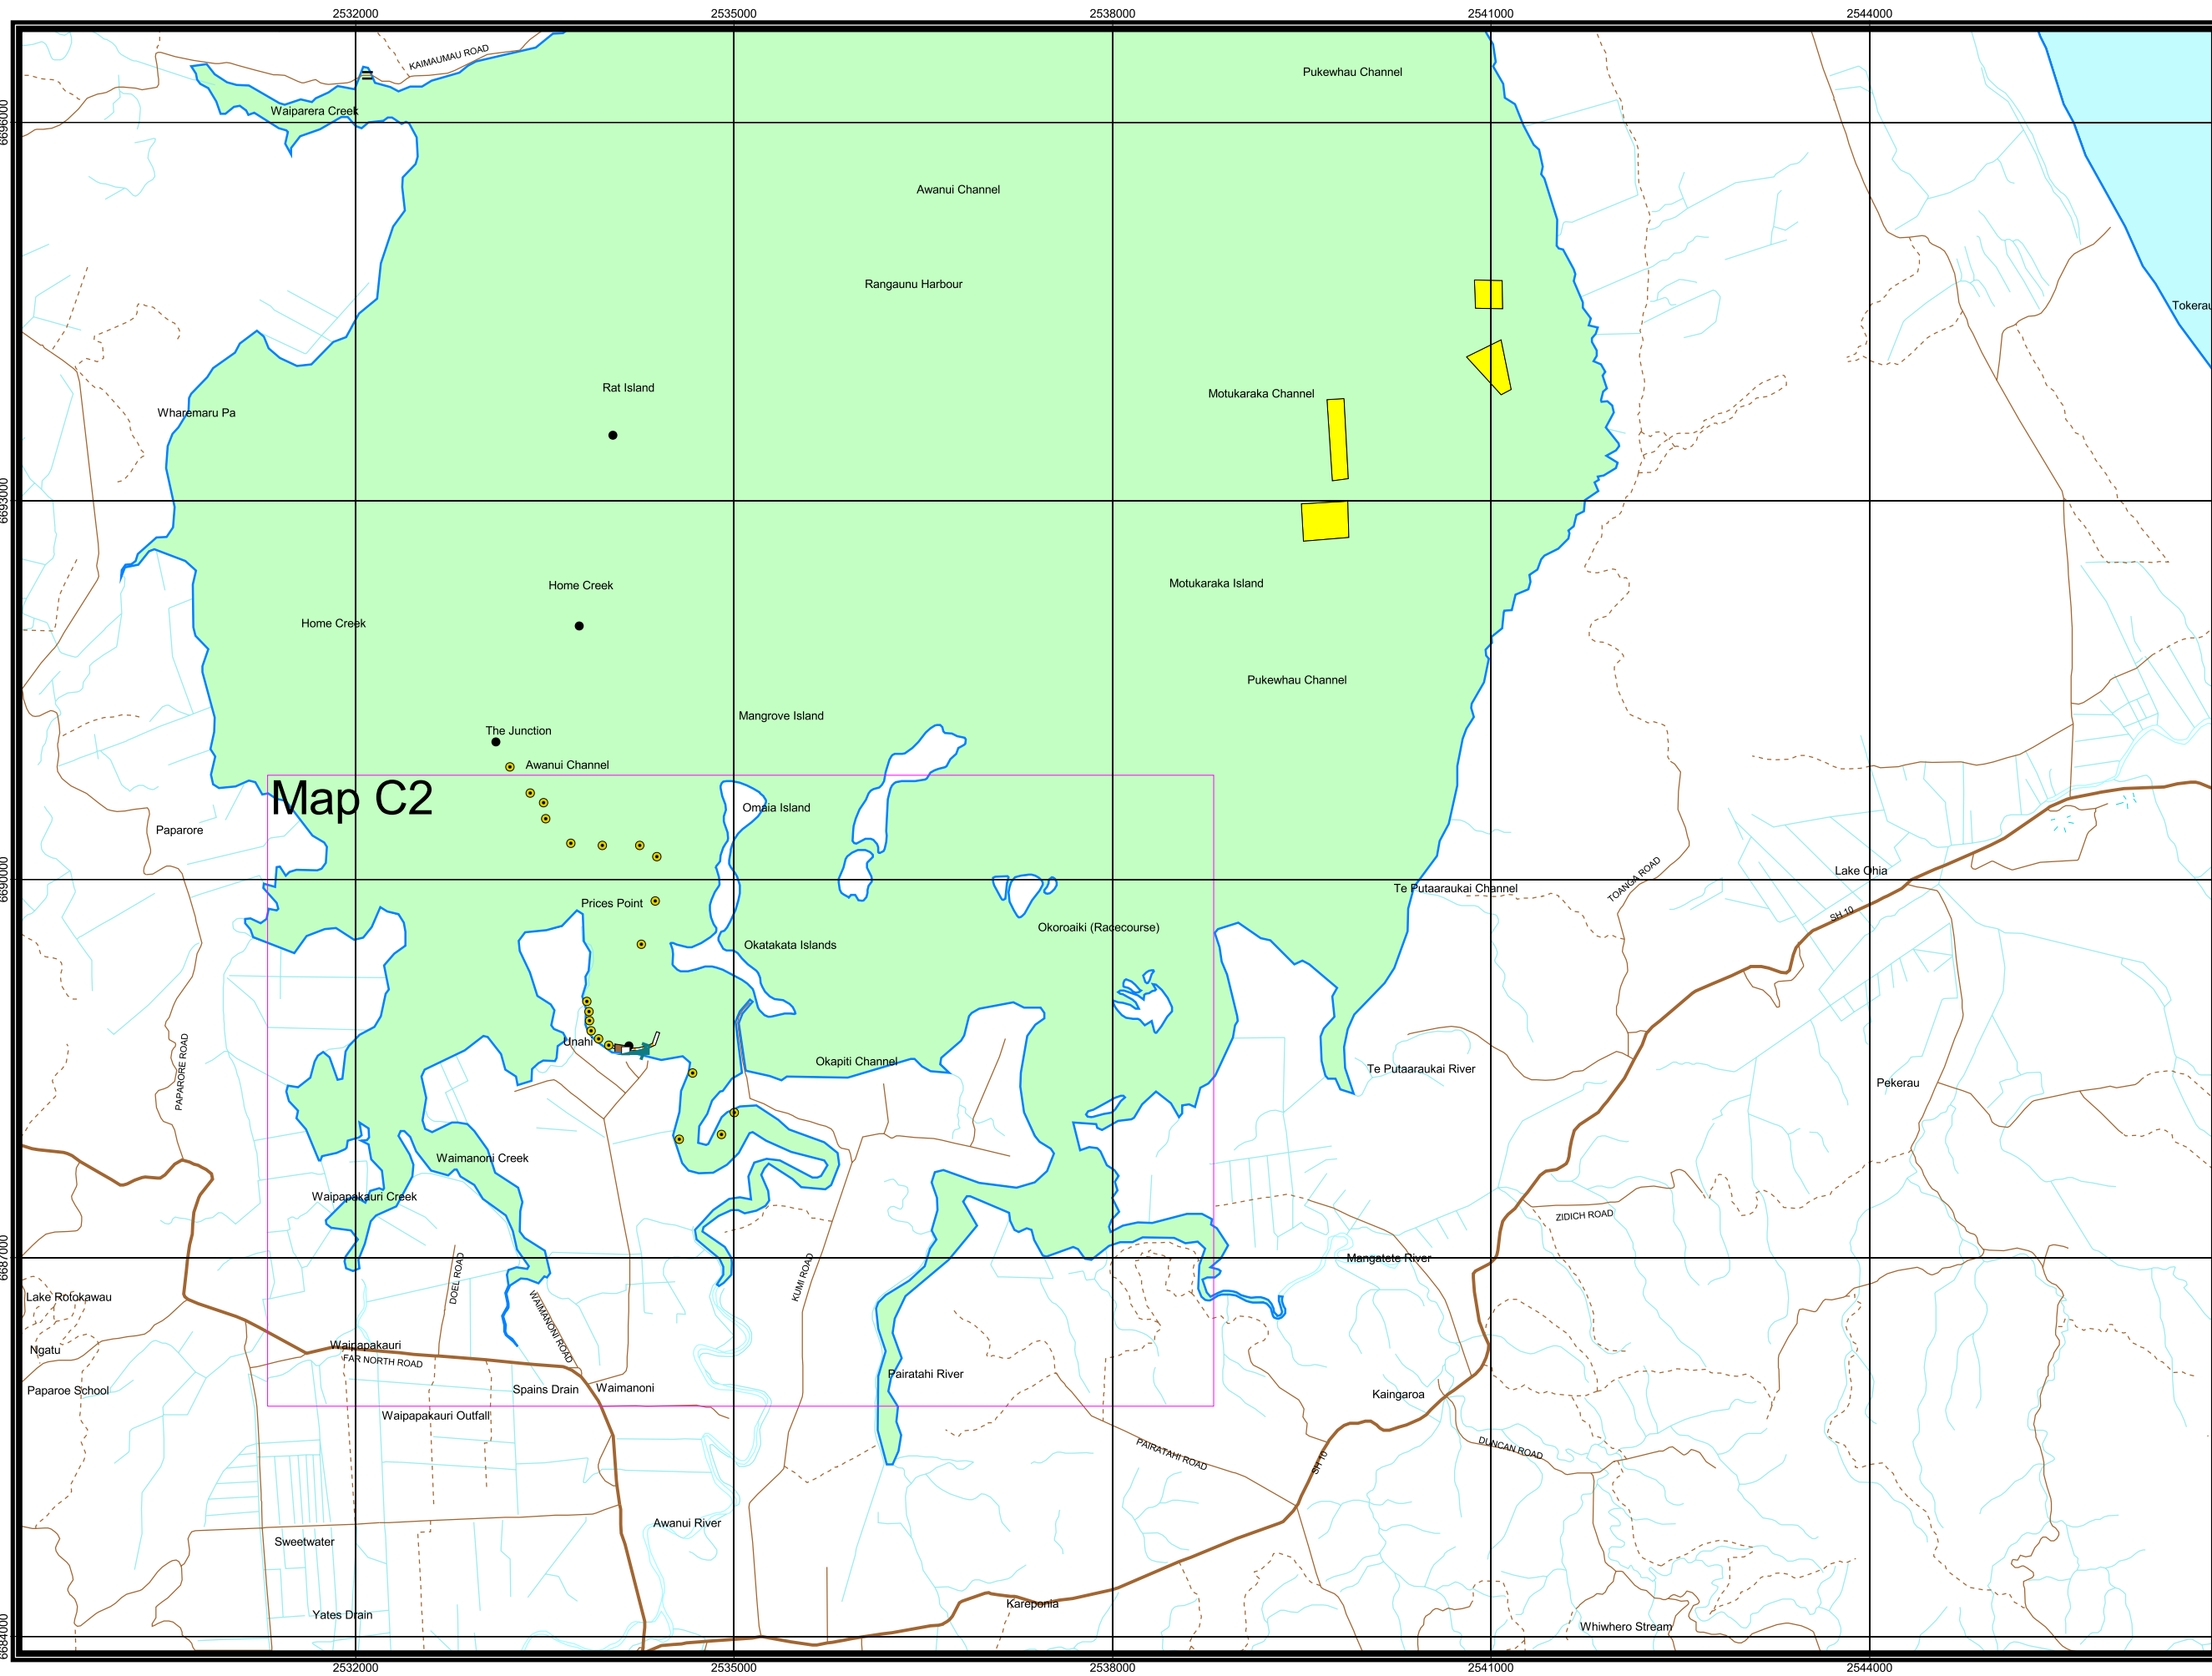 2532000
2535000
2538000
2541000
2544000
KAIMAUMAU ROAD
Pukewhau Channel
Waiparera Creek
6696000
Awanui Channel
Rangaunu Harbour
Rat Island
Motukaraka Channel
Wharemaru Pa
6693000
Home Creek
Motukaraka Island
Home Creek
Pukewhau Channel
Mangrove Island
The Junction
Awanui Channel
Map C2
Omaia Island
Paparore
6690000
Lake Ohia
TOANGA ROAD
Te Putaaraukai Channel
Prices Point
SH 10
Okoroaiki (Racecourse)
Okatakata Islands
Unahi
Okapiti Channel
Te Putaaraukai River
PAPARORE ROAD
Pekerau
Waimanoni Creek
Waipapakauri Creek
ZIDICH ROAD
6687000
Mangatete River
DOEL ROAD
KUMI ROAD
Lake Rotokawau
WAIMANONI ROAD
Waipapakauri
Ngatu
FAR NORTH ROAD
Pairatahi River
Paparoe School
Spains Drain
Waimanoni
Kaingaroa
Waipapakauri Outfall
PAIRATAHI ROAD
DUNCAN ROAD
SH 10
Awanui River
Sweetwater
Kareponia
Yates Drain
Whiwhero Stream
6684000
2532000
2535000
2538000
2541000
2544000